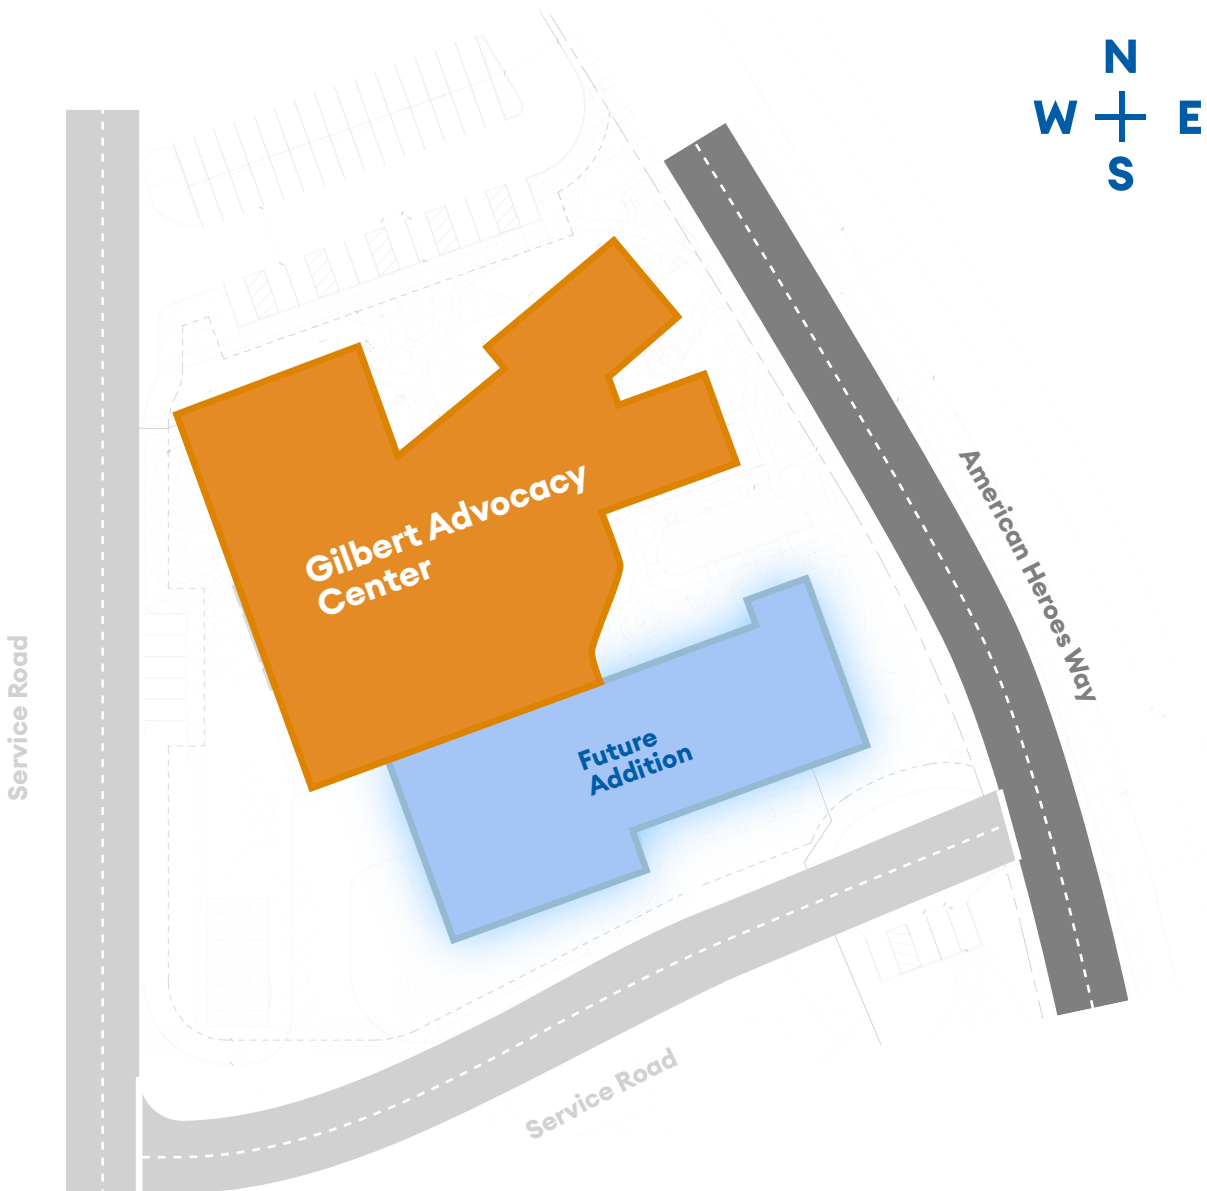 N
W E
S
Gilbert Advocacy
Center
American Heroes Way
Future
Addition
Service Road
Service Road